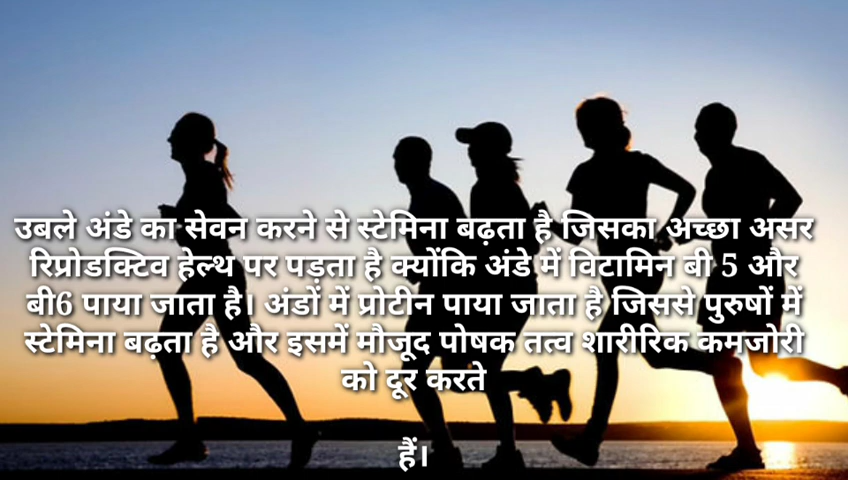 उबले अंडे का सेवन करने से स्टेमिना बढ़ता है जिसका अच्छा असर
रिप्रोडक्टिव हेल्थ पर पड़ता है क्योंकि अंडे में विटामिन बी 5 और
बी6 पाया जाता है। अंडों में प्रोटीन पाया जाता है जिससे पुरुषों में
स्टेमिना बढ़ता है और इसमें मौजूद पोषक तत्व शारीरिक कमजोरी
को दूर करते
हैं।